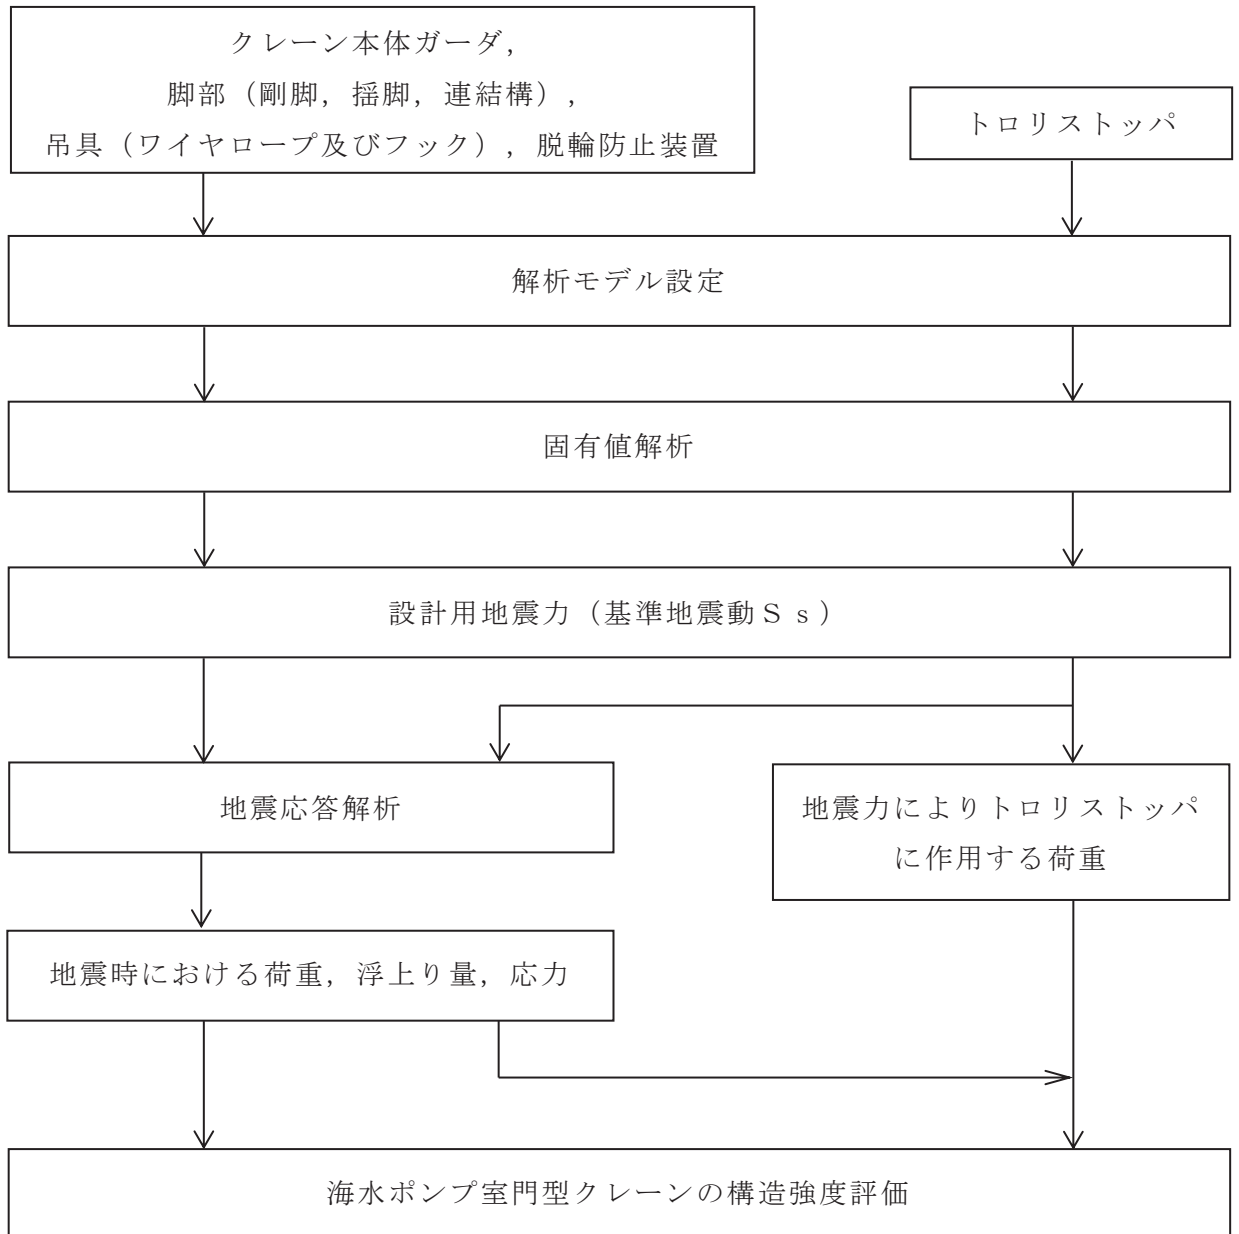 クレーン本体ガーダ，
脚部（剛脚，揺脚，連結構），
吊具（ワイヤロープ及びフック），脱輪防止装置
トロリストッパ
解析モデル設定
固有値解析
設計用地震力（基準地震動Ｓｓ）
地震応答解析
地震力によりトロリストッパ
に作用する荷重
地震時における荷重，浮上り量，応力
海水ポンプ室門型クレーンの構造強度評価